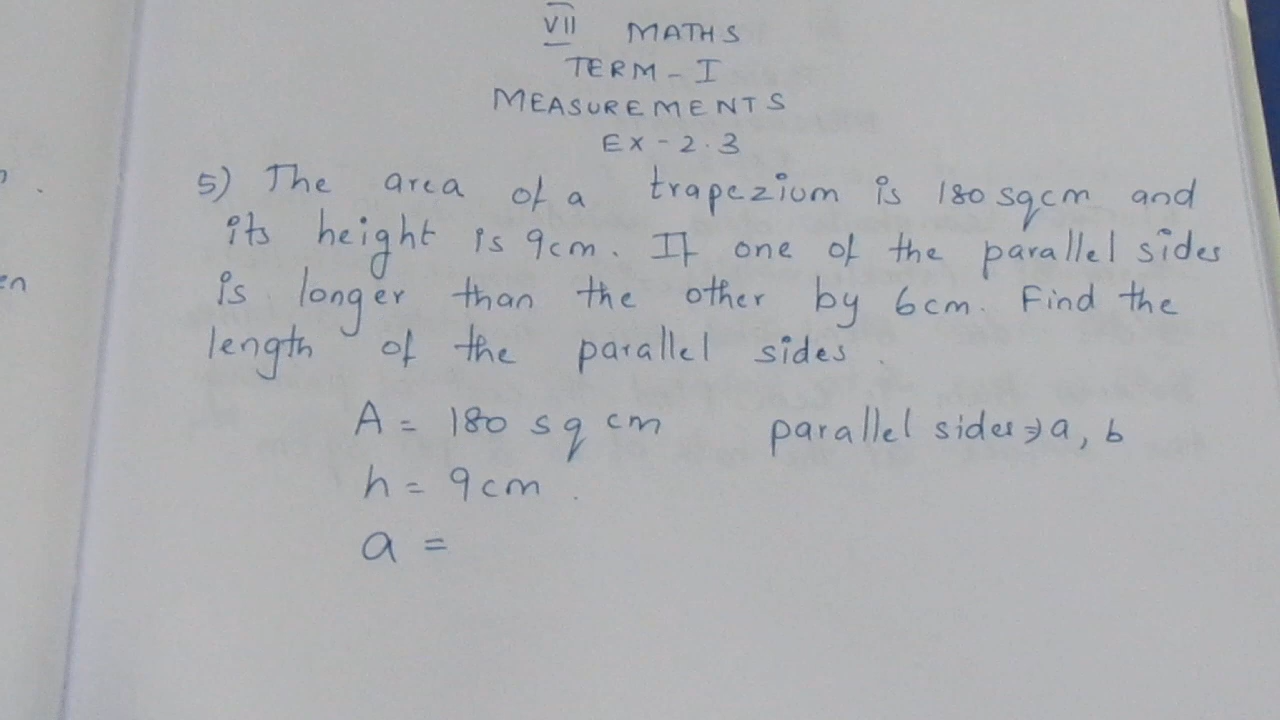 VII MATHS
TERM - I
MEASUREMENTS
EX - 2.3
5) The area of a trapezium is 180 sqcm and
its height is 9cm. If one of the parallel sides
is longer than the other by 6cm. Find the
length of the parallel sides.
A = 180 sq cm parallel sides ⇒ a, b
h = 9cm.
a =
en